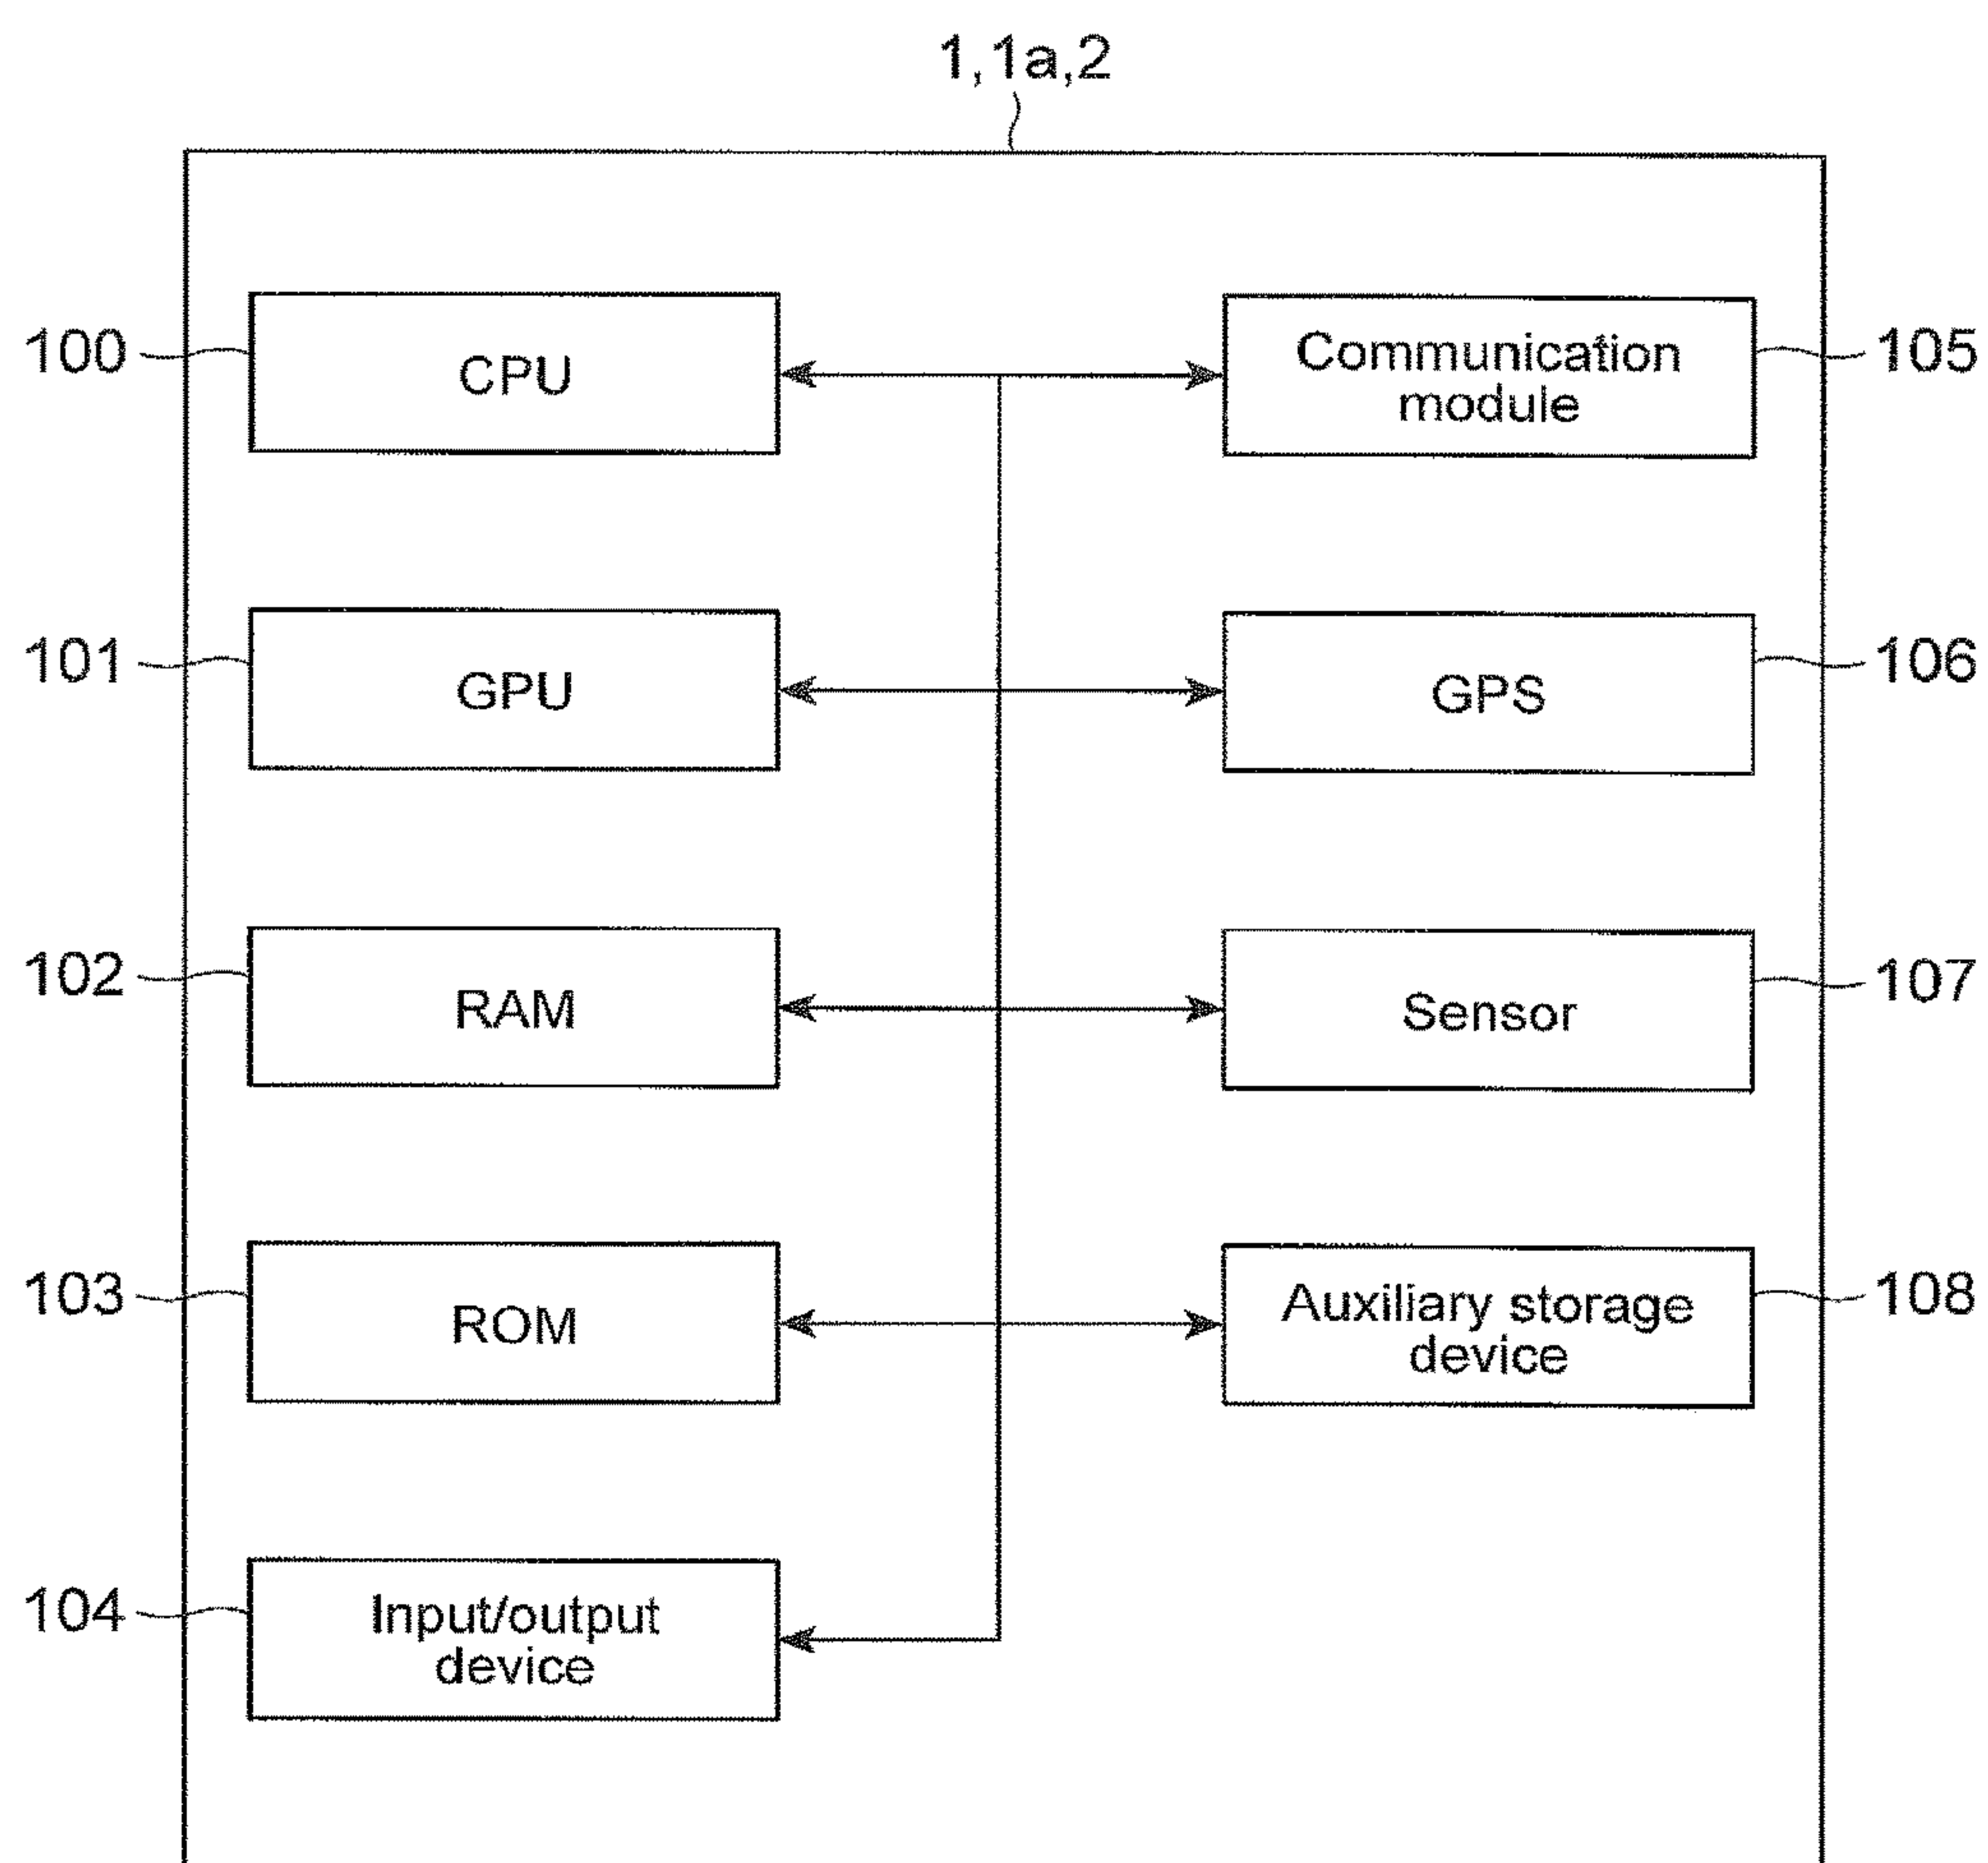 1,1a,2
100
CPU
Communication
module
105
101
GPU
GPS
106
102
RAM
Sensor
107
103
ROM
Auxiliary storage
device
108
104
Input/output
device